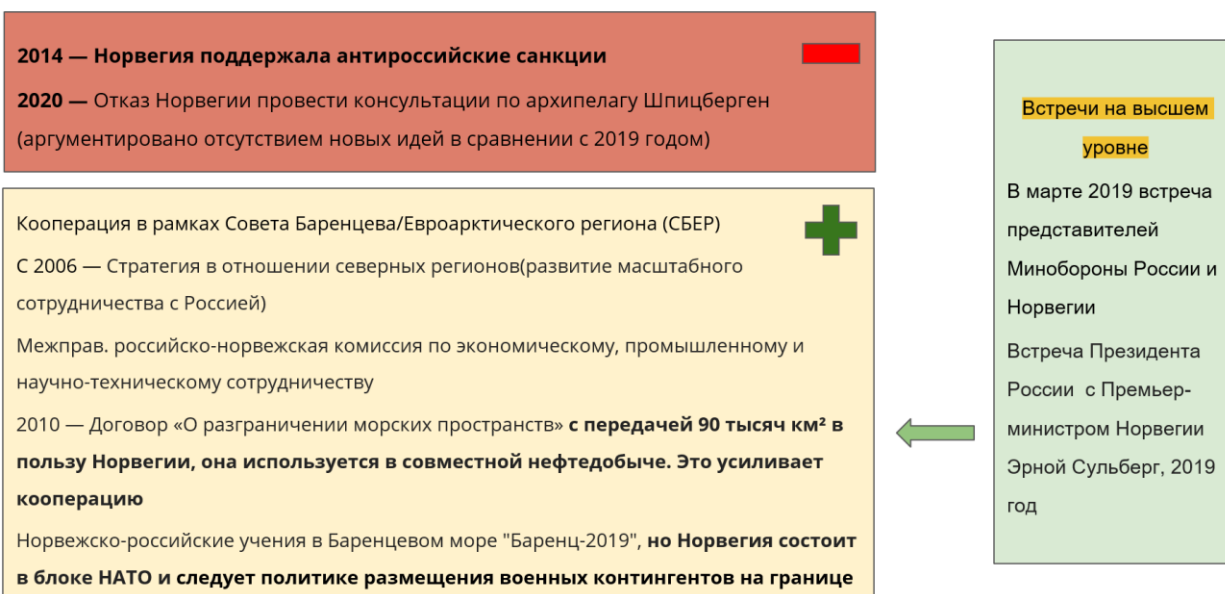 2014 — Норвегия поддержала антироссийские санкции
2020 — Отказ Норвегии провести консультации по архипелагу Шпицберген
(аргументировано отсутствием новых идей в сравнении с 2019 годом)
Кооперация в рамках Совета Баренцева/Евроарктического региона (СБЕР)
С 2006 — Стратегия в отношении северных регионов(развитие масштабного
сотрудничества с Россией)
Межправ. российско-норвежская комиссия по экономическому, промышленному и
научно-техническому сотрудничеству
2010 — Договор «О разграничении морских пространств» с передачей 90 тысяч км² в
пользу Норвегии, она используется в совместной нефтедобыче. Это усиливает
кооперацию
Норвежско-российские учения в Баренцевом море "Баренц-2019", но Норвегия состоит
в блоке НАТО и следует политике размещения военных контингентов на границе
Встречи на высшем
уровне
В марте 2019 встреча
представителей
Минобороны России и
Норвегии
Встреча Президента
России с Премьер-
министром Норвегии
Эрной Сульберг, 2019
год